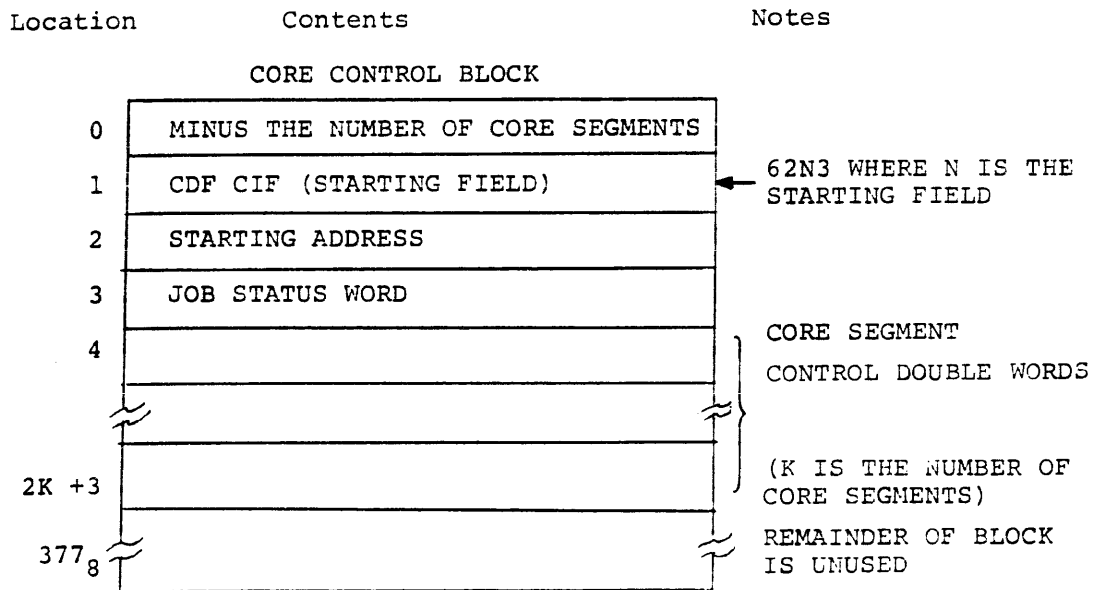 Location Contents Notes
CORE CONTROL BLOCK
0 MINUS THE NUMBER OF CORE SEGMENTS
1 CDF CIF (STARTING FIELD) 62N3 WHERE N IS THE
STARTING FIELD
2 STARTING ADDRESS
3 JOB STATUS WORD
4 CORE SEGMENT
CONTROL DOUBLE WORDS
2K +3 (K IS THE NUMBER OF
CORE SEGMENTS)
377₈ REMAINDER OF BLOCK
IS UNUSED